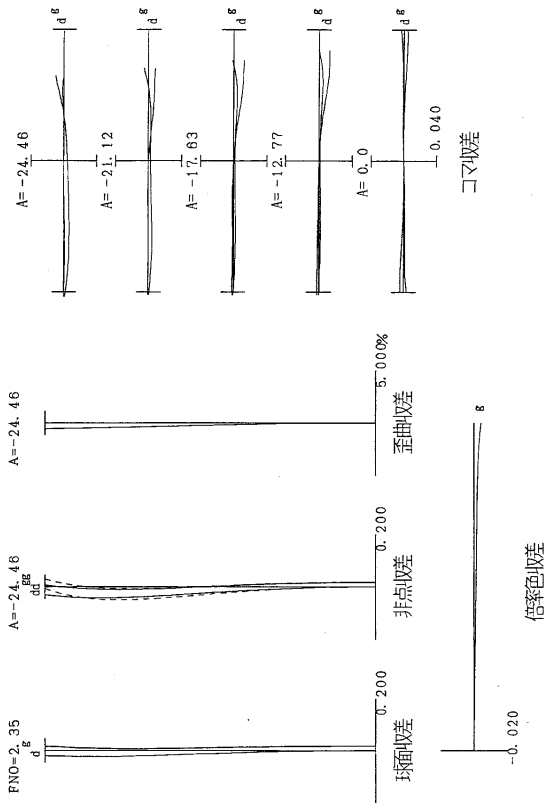 FNO=2.35
d g
0.200
球面収差
A=-24.46
dd gg
0.200
非点収差
A=-24.46
5.000%
歪曲収差
A=-24.46
d g
A=-21.12
d g
A=-17.63
d g
A=-12.77
d g
A=0.0
d g
0.040
コマ収差
-0.020
g
倍率色収差